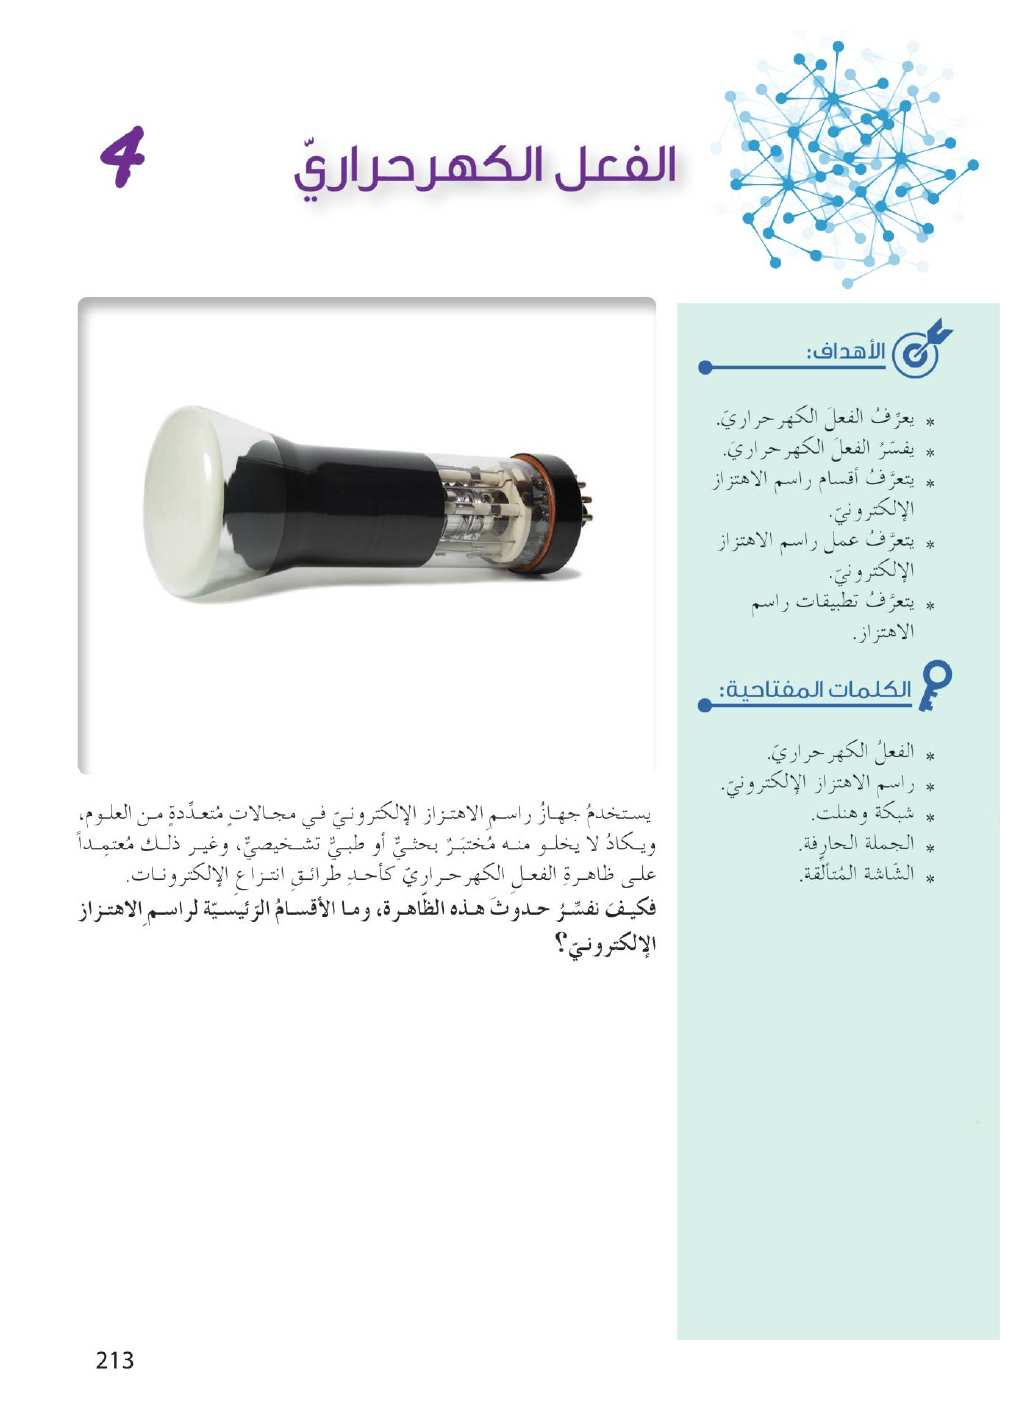 4
الفعل الكهرحراريّ
الأهداف:
* يعرِّفُ الفعلَ الكهرحراريّ.
* يفسّرُ الفعلَ الكهرحراريّ.
* يتعرَّفُ أقسام راسم الاهتزاز
الإلكترونيّ.
* يتعرَّفُ عمل راسم الاهتزاز
الإلكترونيّ.
* يتعرَّفُ تطبيقات راسم
الاهتزاز.
الكلمات المفتاحية:
* الفعلُ الكهرحراريّ.
* راسم الاهتزاز الإلكترونيّ.
* شبكة وهنلت.
* الجملة الحارِفة.
* الشّاشة المُتألِّقة.
يستخدمُ جهازُ راسمِ الاهتزاز الإلكترونيّ في مجالاتٍ مُتعدِّدةٍ من العلوم،
ويكادُ لا يخلو منه مُختبَرٌ بحثيٌّ أو طبيٌّ تشخيصيٌّ، وغير ذلك مُعتمِداً
على ظاهرةِ الفعلِ الكهرحراريّ كأحدِ طرائقِ انتزاعِ الإلكترونات.
فكيفَ نفسِّرُ حدوثَ هذه الظّاهرة، وما الأقسامُ الرّئيسيّة لراسمِ الاهتزاز
الإلكترونيّ؟
213